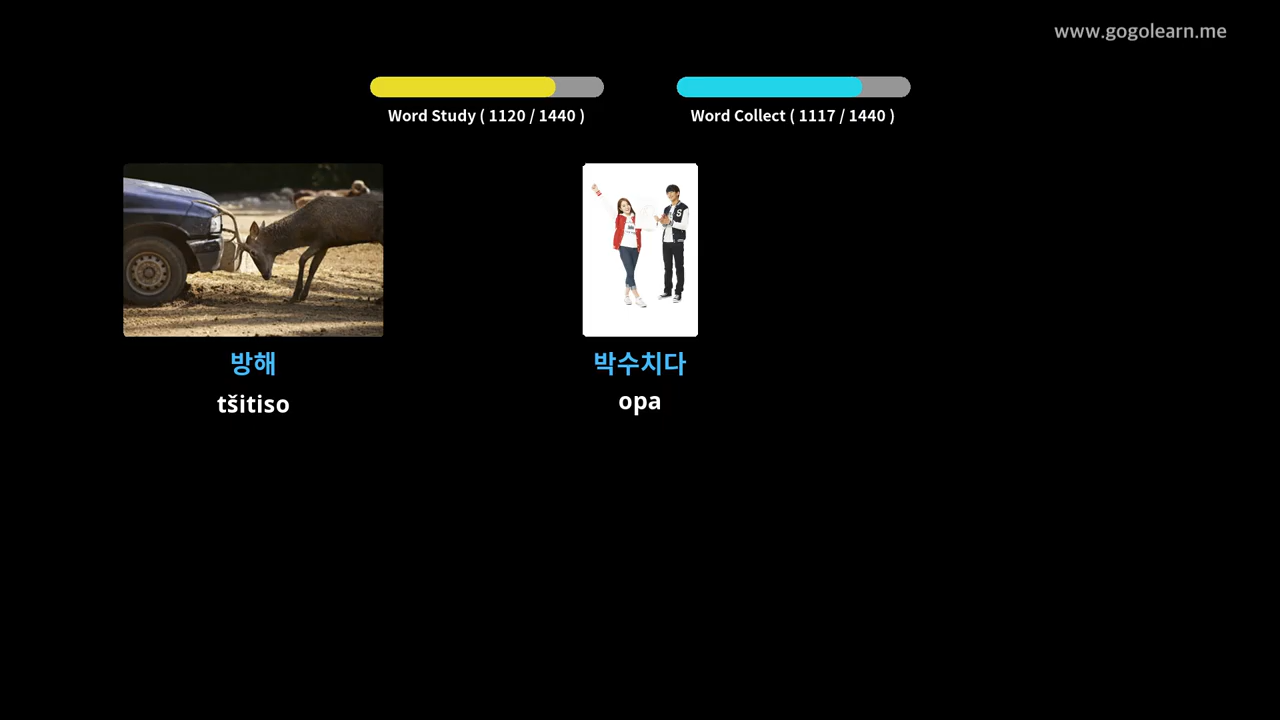 www.gogolearn.me
Word Study ( 1120 / 1440 )
Word Collect ( 1117 / 1440 )
방해
tšitiso
박수치다
opa